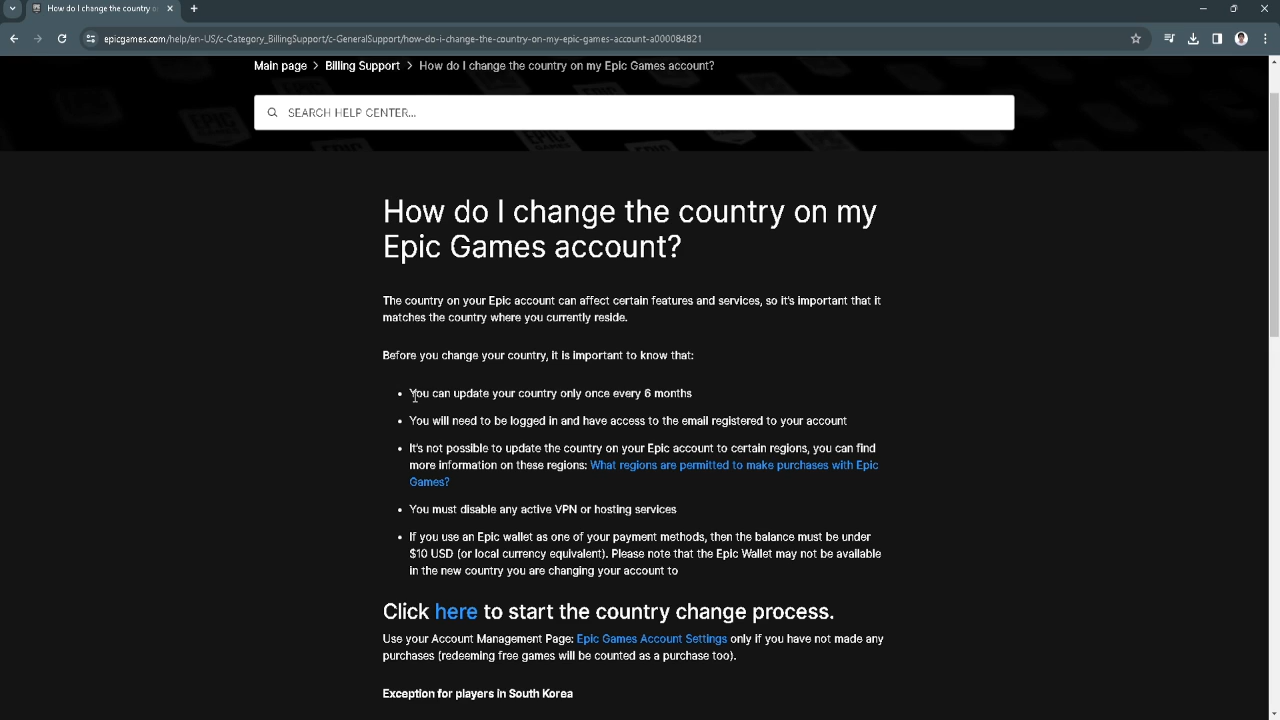 How do I change the country o
epicgames.com/help/en-US/c-Category_BillingSupport/c-GeneralSupport/how-do-i-change-the-country-on-my-epic-games-account-a000084821
Main page > Billing Support > How do I change the country on my Epic Games account?
SEARCH HELP CENTER...
How do I change the country on my
Epic Games account?
The country on your Epic account can affect certain features and services, so it's important that it
matches the country where you currently reside.
Before you change your country, it is important to know that:
• You can update your country only once every 6 months
• You will need to be logged in and have access to the email registered to your account
• It's not possible to update the country on your Epic account to certain regions, you can find
more information on these regions: What regions are permitted to make purchases with Epic
Games?
• You must disable any active VPN or hosting services
• If you use an Epic wallet as one of your payment methods, then the balance must be under
$10 USD (or local currency equivalent). Please note that the Epic Wallet may not be available
in the new country you are changing your account to
Click here to start the country change process.
Use your Account Management Page: Epic Games Account Settings only if you have not made any
purchases (redeeming free games will be counted as a purchase too).
Exception for players in South Korea